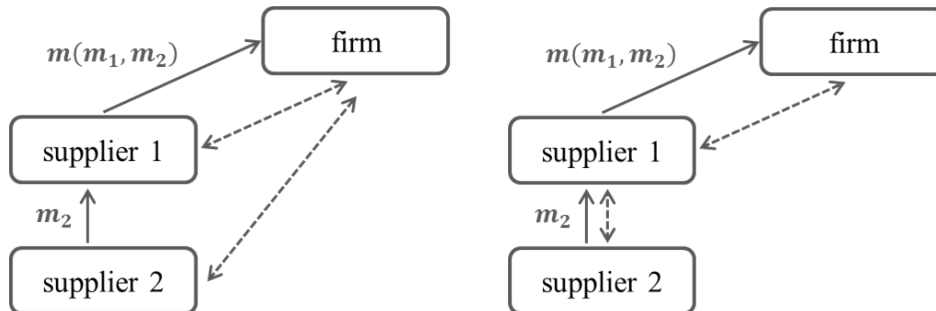 firm
m(m₁, m₂)
supplier 1
m₂
supplier 2
firm
m(m₁, m₂)
supplier 1
m₂
supplier 2